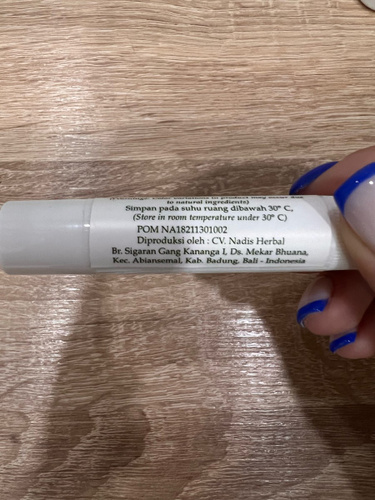 to natural ingredients)
Simpan pada suhu ruang dibawah 30° C,
(Store in room temperature under 30° C)
POM NA18211301002
Diproduksi oleh : CV. Nadis Herbal
Br. Sigaran Gang Kananga I, Ds. Mekar Bhuana,
Kec. Abiansemal, Kab. Badung, Bali - Indonesia